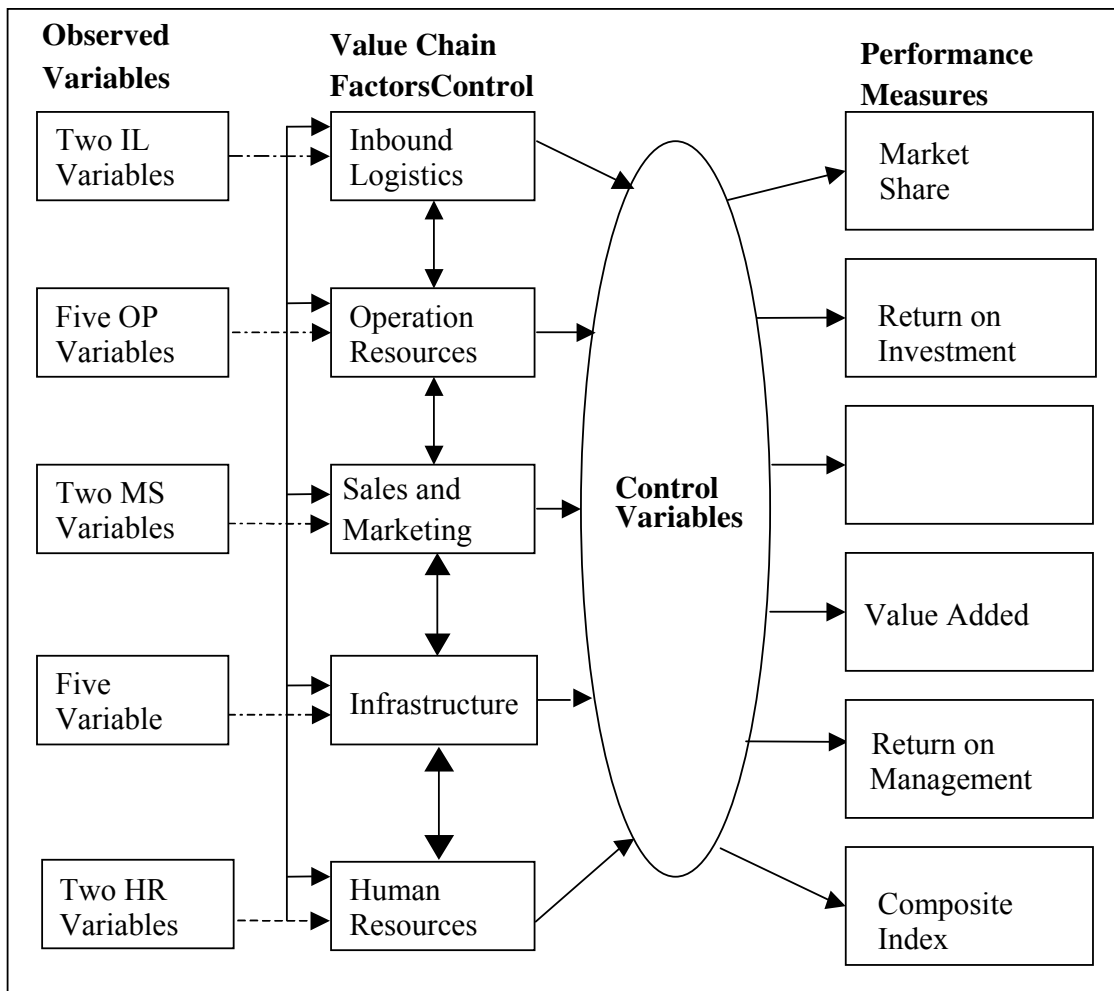 Observed
Variables
Value Chain
FactorsControl
Performance
Measures
Two IL
Variables
Inbound
Logistics
Market
Share
Five OP
Variables
Operation
Resources
Return on
Investment
Two MS
Variables
Sales and
Marketing
Control
Variables
Value Added
Five
Variable
Infrastructure
Return on
Management
Two HR
Variables
Human
Resources
Composite
Index